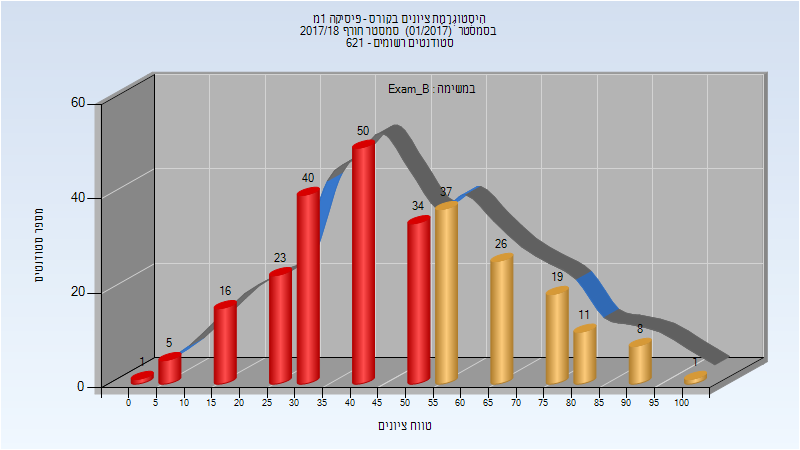 היסטוגרמת ציונים בקורס - פיסיקה 1מ
בסמסטר (01/2017) סמסטר חורף 2017/18
סטודנטים רשומים - 621
במשימה : Exam_B
מספר סטודנטים
60
40
20
0
1
5
16
23
40
50
34
37
26
19
11
8
1
0 5 10 15 20 25 30 35 40 45 50 55 60 65 70 75 80 85 90 95 100
טווח ציונים